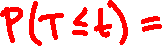 P(T≤t) =